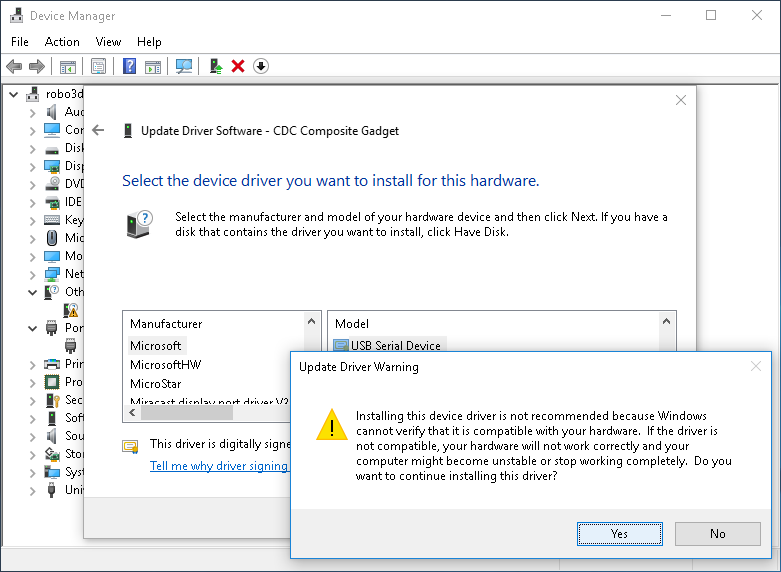 Device Manager
File Action View Help
robo3d
Aud
Con
Disk
Disp
DVD
IDE
Key
Mic
Mo
Net
Oth
Por
Prin
Pro
Sec
Soft
Sou
Stor
Syst
Uni
Update Driver Software - CDC Composite Gadget
Select the device driver you want to install for this hardware.
Select the manufacturer and model of your hardware device and then click Next. If you have a
disk that contains the driver you want to install, click Have Disk.
Manufacturer
Microsoft
MicrosoftHW
MicroStar
Miracast display port driver V3
Model
USB Serial Device
This driver is digitally signe
Tell me why driver signing
Update Driver Warning
Installing this device driver is not recommended because Windows
cannot verify that it is compatible with your hardware. If the driver
is not compatible, your hardware will not work correctly and your
computer might become unstable or stop working completely. Do you
want to continue installing this driver?
Yes
No